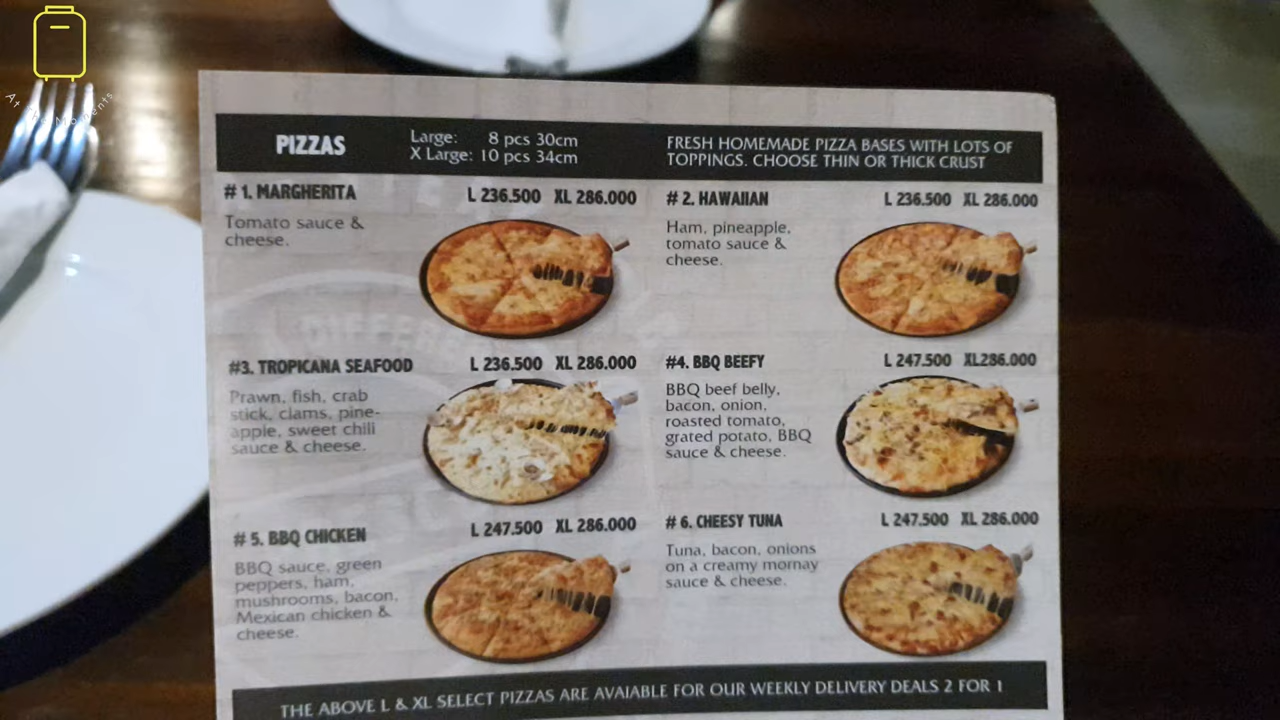 At The Moments
PIZZAS
Large: 8 pcs 30cm
X Large: 10 pcs 34cm
FRESH HOMEMADE PIZZA BASES WITH LOTS OF
TOPPINGS. CHOOSE THIN OR THICK CRUST
# 1. MARGHERITA
L 236.500 XL 286.000
Tomato sauce &
cheese.
# 2. HAWAIIAN
L 236.500 XL 286.000
Ham, pineapple,
tomato sauce &
cheese.
#3. TROPICANA SEAFOOD
L 236.500 XL 286.000
Prawn, fish, crab
stick, clams, pine-
apple, sweet chili
sauce & cheese.
#4. BBQ BEEFY
L 247.500 XL286.000
BBQ beef belly,
bacon, onion,
roasted tomato,
grated potato, BBQ
sauce & cheese.
# 5. BBQ CHICKEN
L 247.500 XL 286.000
BBQ sauce, green
peppers, ham,
mushrooms, bacon,
Mexican chicken &
cheese.
# 6. CHEESY TUNA
L 247.500 XL 286.000
Tuna, bacon, onions
on a creamy mornay
sauce & cheese.
THE ABOVE L & XL SELECT PIZZAS ARE AVAIABLE FOR OUR WEEKLY DELIVERY DEALS 2 FOR 1